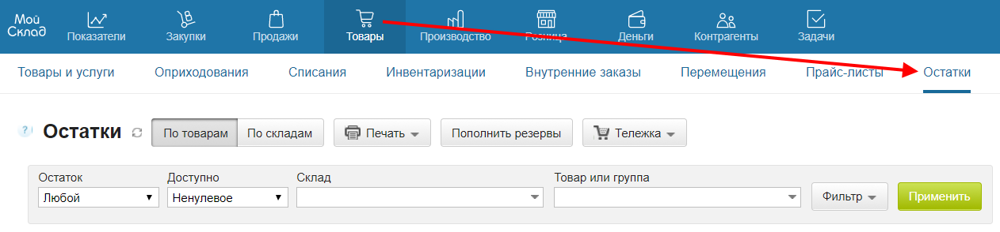 Мой Склад
Показатели Закупки Продажи Товары Производство Розница Деньги Контрагенты Задачи
Товары и услуги Оприходования Списания Инвентаризации Внутренние заказы Перемещения Прайс-листы Остатки
? Остатки По товарам По складам Печать Пополнить резервы Тележка
Остаток Доступно Склад Товар или группа
Любой Ненулевое Фильтр Применить